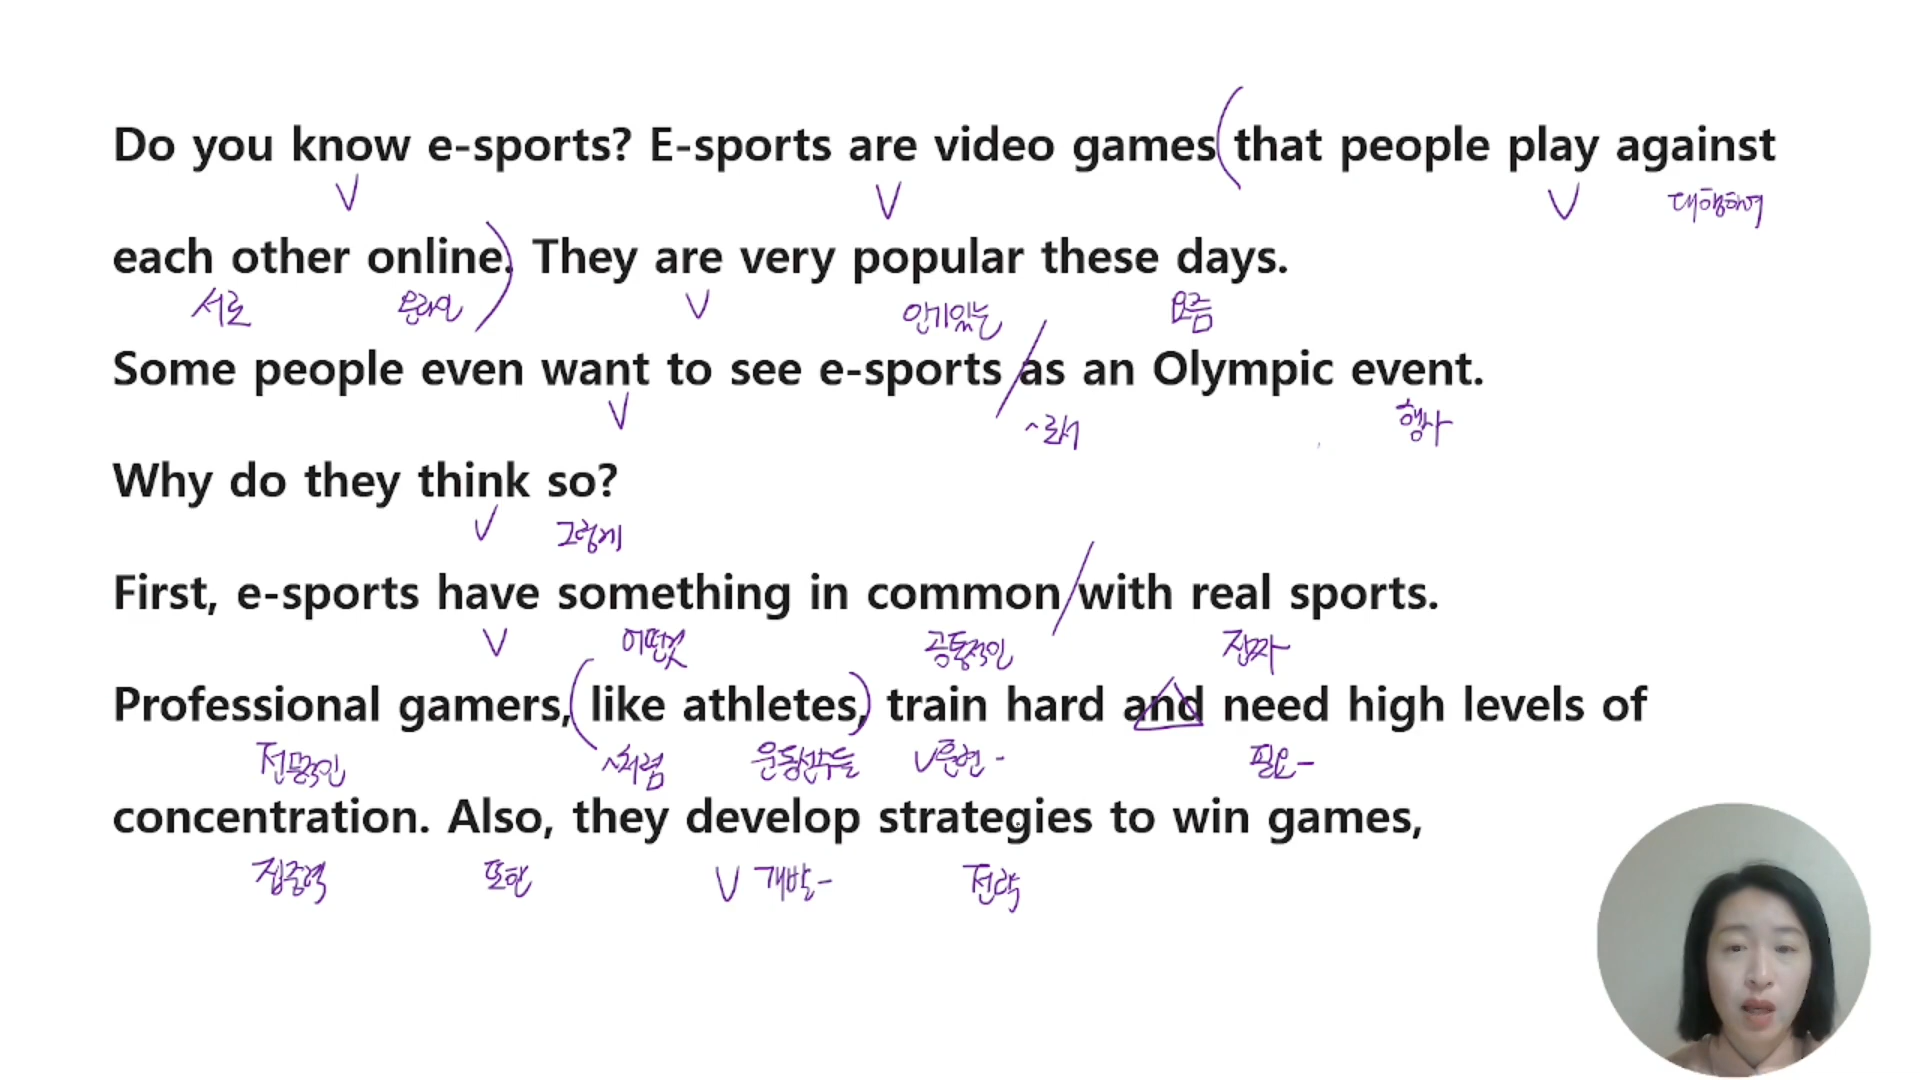 Do you know e-sports? E-sports are video games (that people play against
V V V 대항하여
each other online.) They are very popular these days.
서로 온라인 V 인기있는 요즘
Some people even want to see e-sports / as an Olympic event.
V ~로서 행사
Why do they think so?
V 그렇게
First, e-sports have something in common / with real sports.
V 어떤것 공통적인 진짜
Professional gamers, (like athletes,) train hard and need high levels of
전문적인 ~처럼 운동선수들 V훈련- 필요-
concentration. Also, they develop strategies to win games,
집중력 또한 V 개발- 전략